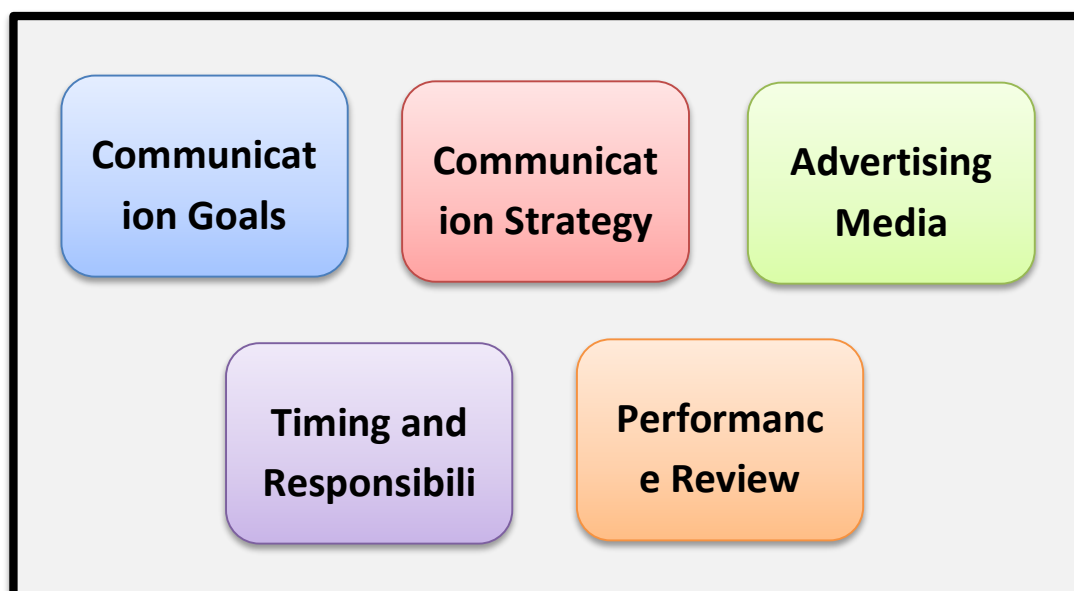 Communicat
ion Goals
Communicat
ion Strategy
Advertising
Media
Timing and
Responsibili
Performanc
e Review